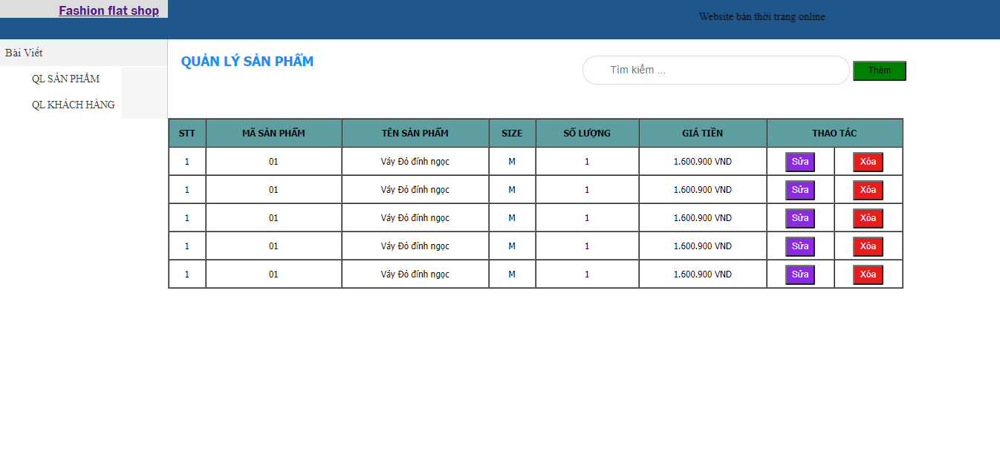 Fashion flat shop
Website bán thời trang online
Bài Viết
QL SẢN PHẨM
QL KHÁCH HÀNG
QUẢN LÝ SẢN PHẨM
Tìm kiếm ...
Thêm
STT MÃ SẢN PHẨM TÊN SẢN PHẨM SIZE SỐ LƯỢNG GIÁ TIỀN THAO TÁC
1 01 Váy Đỏ đính ngọc M 1 1.600.900 VND Sửa Xóa
1 01 Váy Đỏ đính ngọc M 1 1.600.900 VND Sửa Xóa
1 01 Váy Đỏ đính ngọc M 1 1.600.900 VND Sửa Xóa
1 01 Váy Đỏ đính ngọc M 1 1.600.900 VND Sửa Xóa
1 01 Váy Đỏ đính ngọc M 1 1.600.900 VND Sửa Xóa